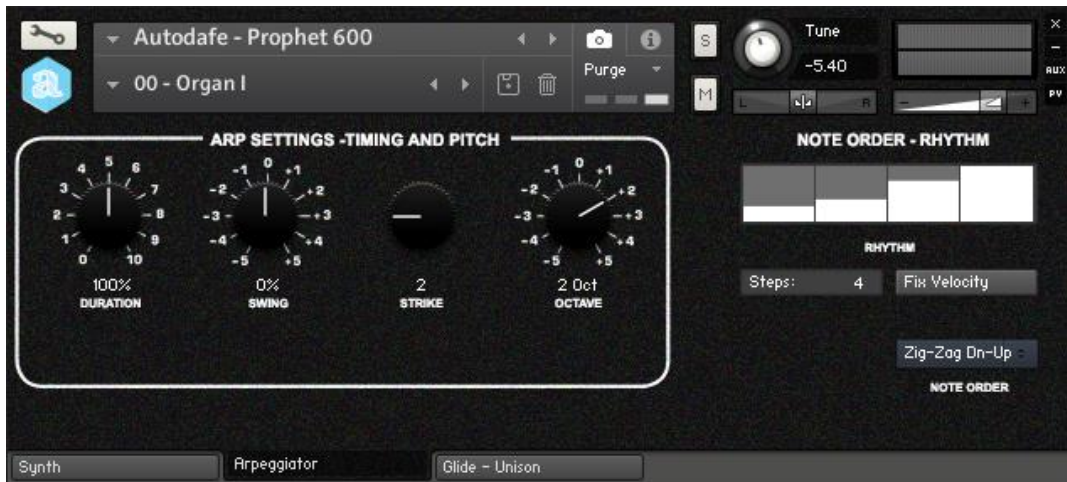 Autodafe - Prophet 600
00 - Organ I
Purge
S
M
Tune
-5.40
L R
- +
×
−
AUX
PV
ARP SETTINGS -TIMING AND PITCH
0 1 2 3 4 5 6 7 8 9 10
100%
DURATION
-5 -4 -3 -2 -1 0 +1 +2 +3 +4 +5
0%
SWING
2
STRIKE
-5 -4 -3 -2 -1 0 +1 +2 +3 +4 +5
2 Oct
OCTAVE
NOTE ORDER - RHYTHM
RHYTHM
Steps: 4
Fix Velocity
Zig-Zag Dn-Up
NOTE ORDER
Synth
Arpeggiator
Glide - Unison